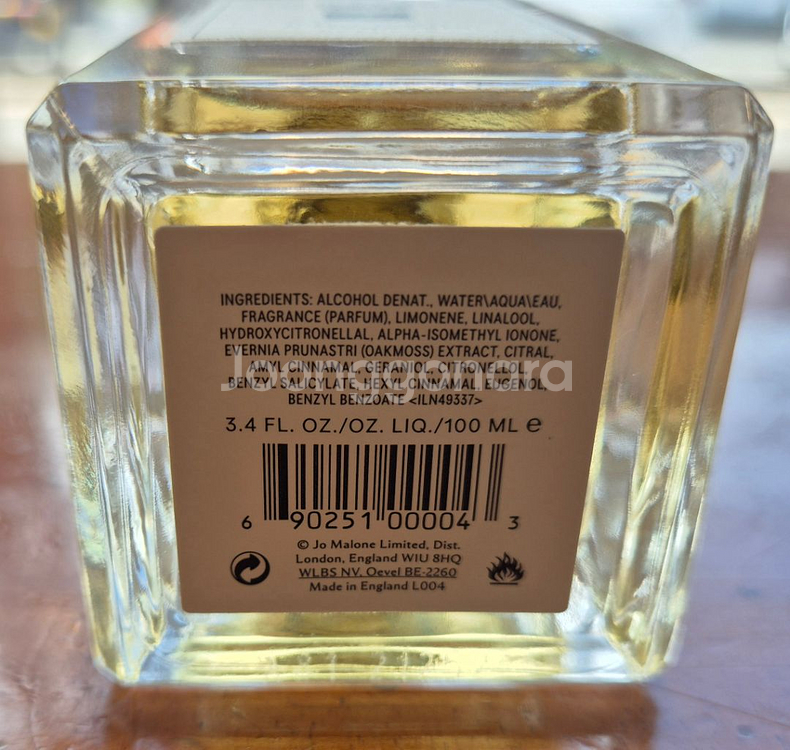 INGREDIENTS: ALCOHOL DENAT., WATER\AQUA\EAU,
FRAGRANCE (PARFUM), LIMONENE, LINALOOL,
HYDROXYCITRONELLAL, ALPHA-ISOMETHYL IONONE,
EVERNIA PRUNASTRI (OAKMOSS) EXTRACT, CITRAL,
AMYL CINNAMAL, GERANIOL, CITRONELLOL,
BENZYL SALICYLATE, HEXYL CINNAMAL, EUGENOL,
BENZYL BENZOATE <ILN49337>
3.4 FL. OZ./OZ. LIQ./100 ML e
6 90251 00004 3
© Jo Malone Limited, Dist.
London, England W1U 8HQ
WLBS NV, Oevel BE-2260
Made in England L004